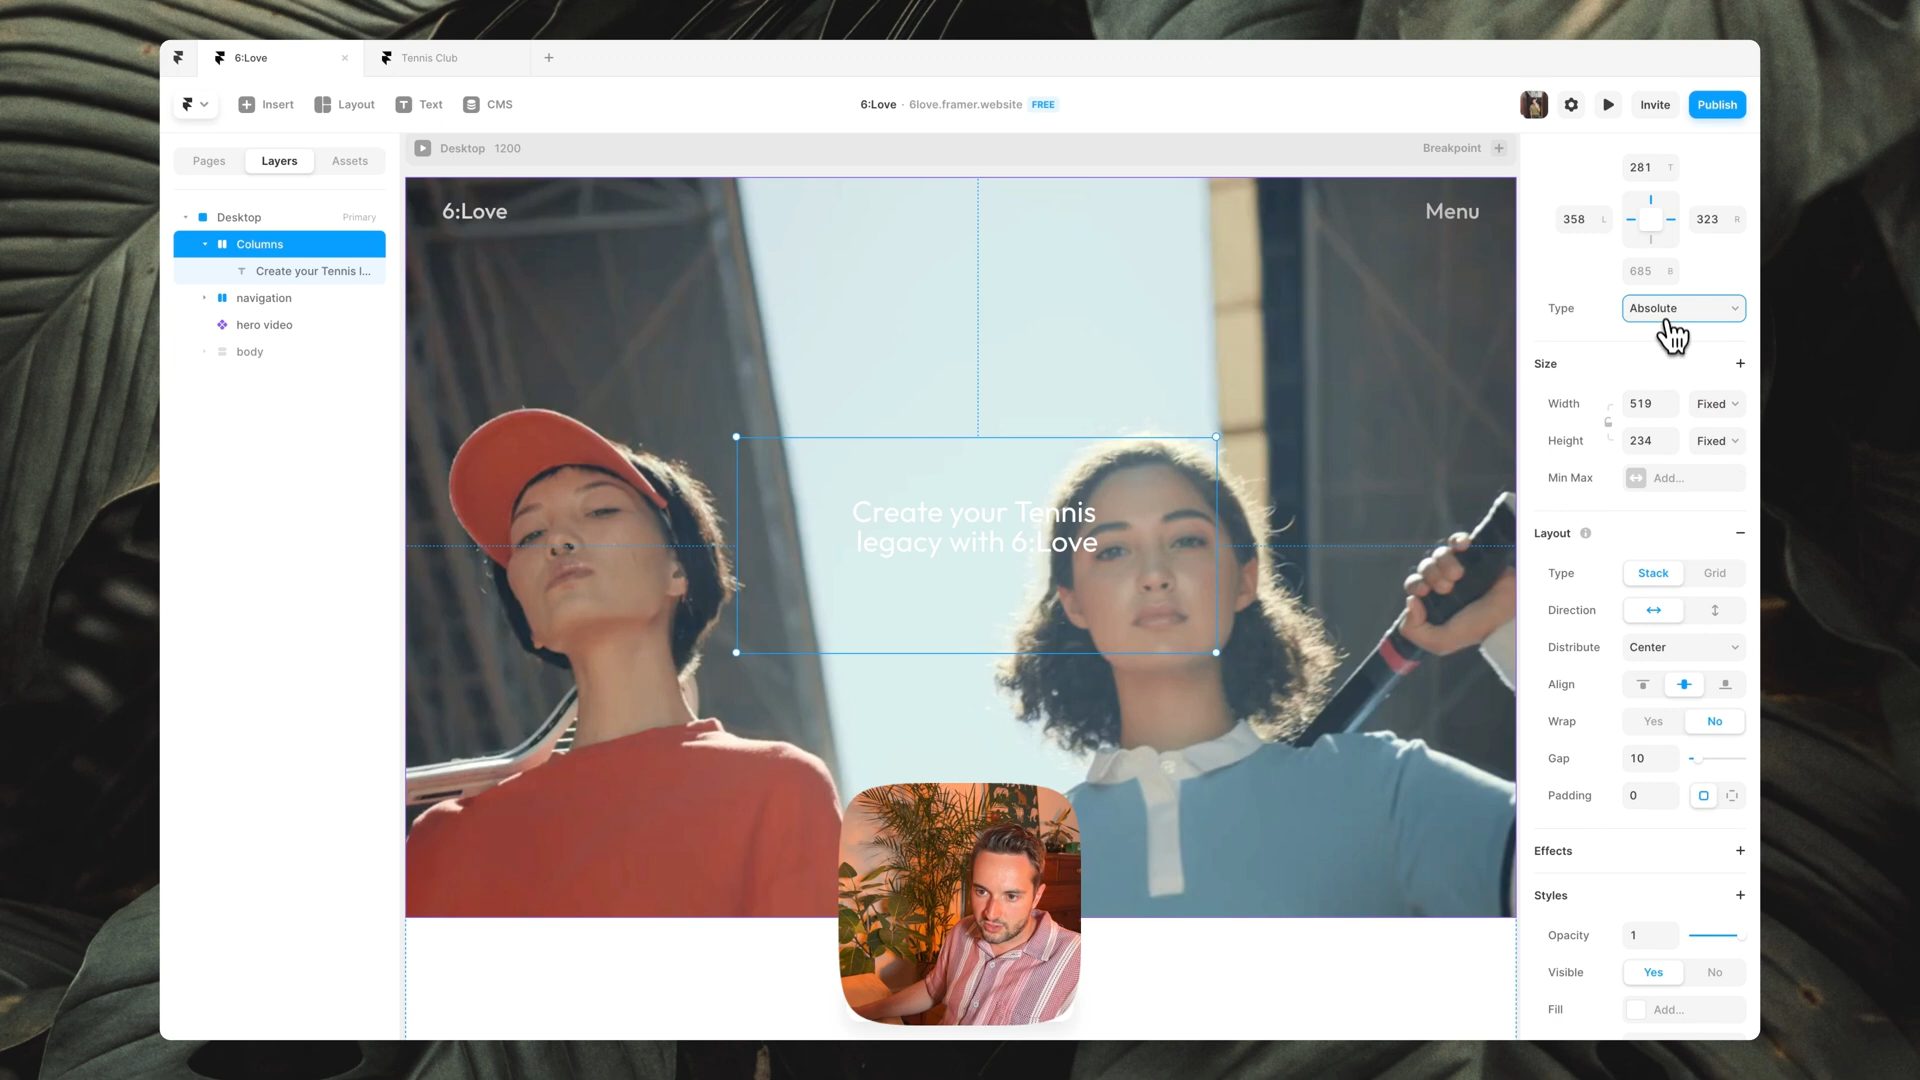 6:Love
Tennis Club
Insert
Layout
Text
CMS
6:Love · 6love.framer.website FREE
Invite
Publish
Pages
Layers
Assets
Desktop Primary
Columns
Create your Tennis l...
navigation
hero video
body
Desktop 1200
Breakpoint
6:Love
Menu
Create your Tennis
legacy with 6:Love
281 T
358 L
323 R
685 B
Type Absolute
Size
Width 519 Fixed
Height 234 Fixed
Min Max Add...
Layout
Type Stack Grid
Direction
Distribute Center
Align
Wrap Yes No
Gap 10
Padding 0
Effects
Styles
Opacity 1
Visible Yes No
Fill Add...